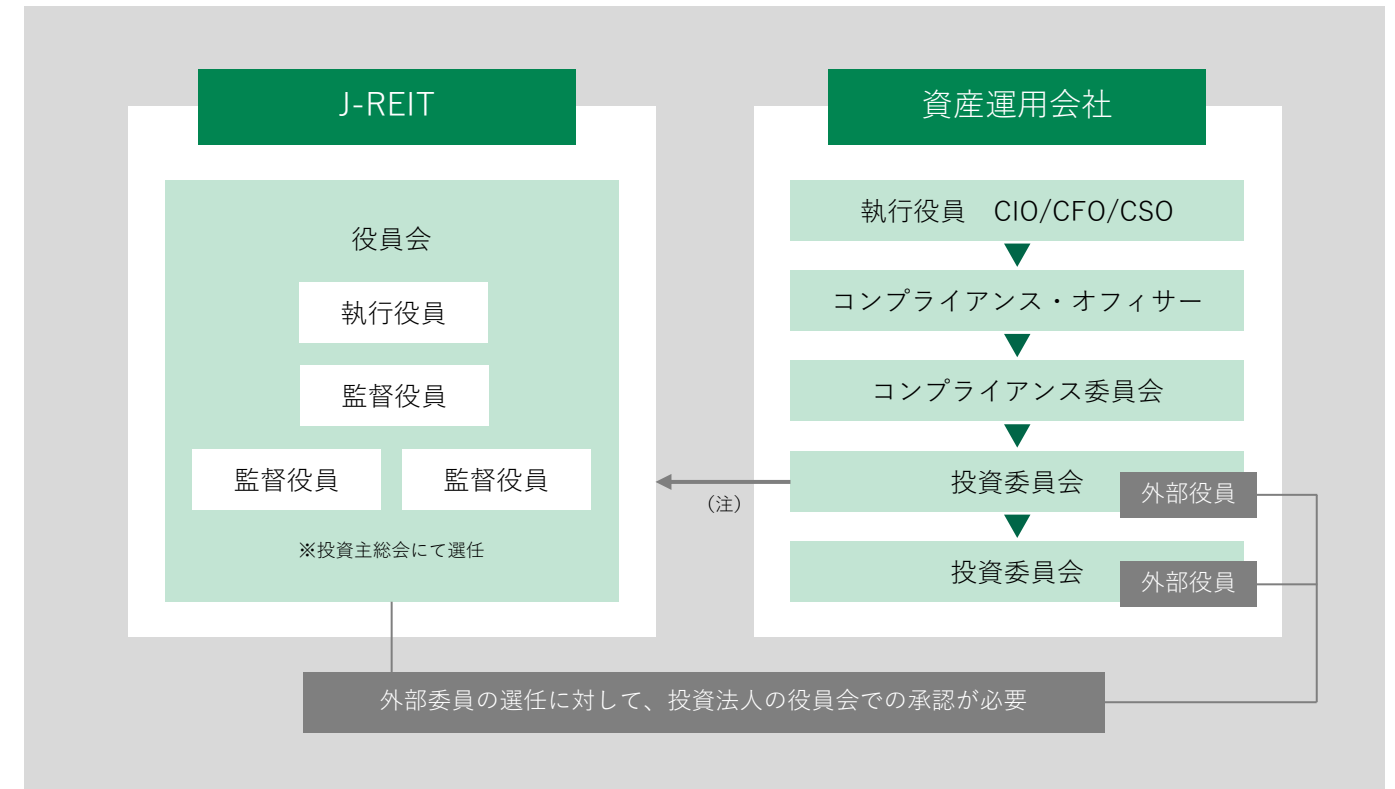 J-REIT
役員会
執行役員
監督役員
監督役員
監督役員
※投資主総会にて選任
資産運用会社
執行役員　CIO/CFO/CSO
コンプライアンス・オフィサー
コンプライアンス委員会
投資委員会
外部役員
（注）
投資委員会
外部役員
外部委員の選任に対して、投資法人の役員会での承認が必要